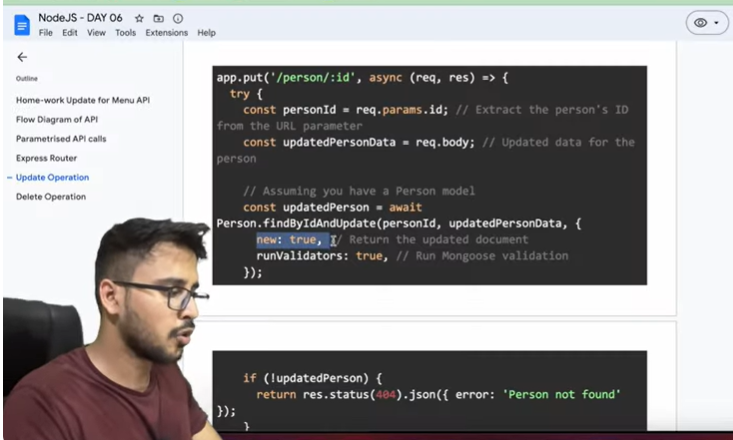 NodeJS - DAY 06
File Edit View Tools Extensions Help
Outline
Home-work Update for Menu API
Flow Diagram of API
Parametrised API calls
Express Router
Update Operation
Delete Operation
app.put('/person/:id', async (req, res) => {
try {
const personId = req.params.id; // Extract the person's ID
from the URL parameter
const updatedPersonData = req.body; // Updated data for the
person
// Assuming you have a Person model
const updatedPerson = await
Person.findByIdAndUpdate(personId, updatedPersonData, {
new: true, // Return the updated document
runValidators: true, // Run Mongoose validation
});
if (!updatedPerson) {
return res.status(404).json({ error: 'Person not found'
});
}